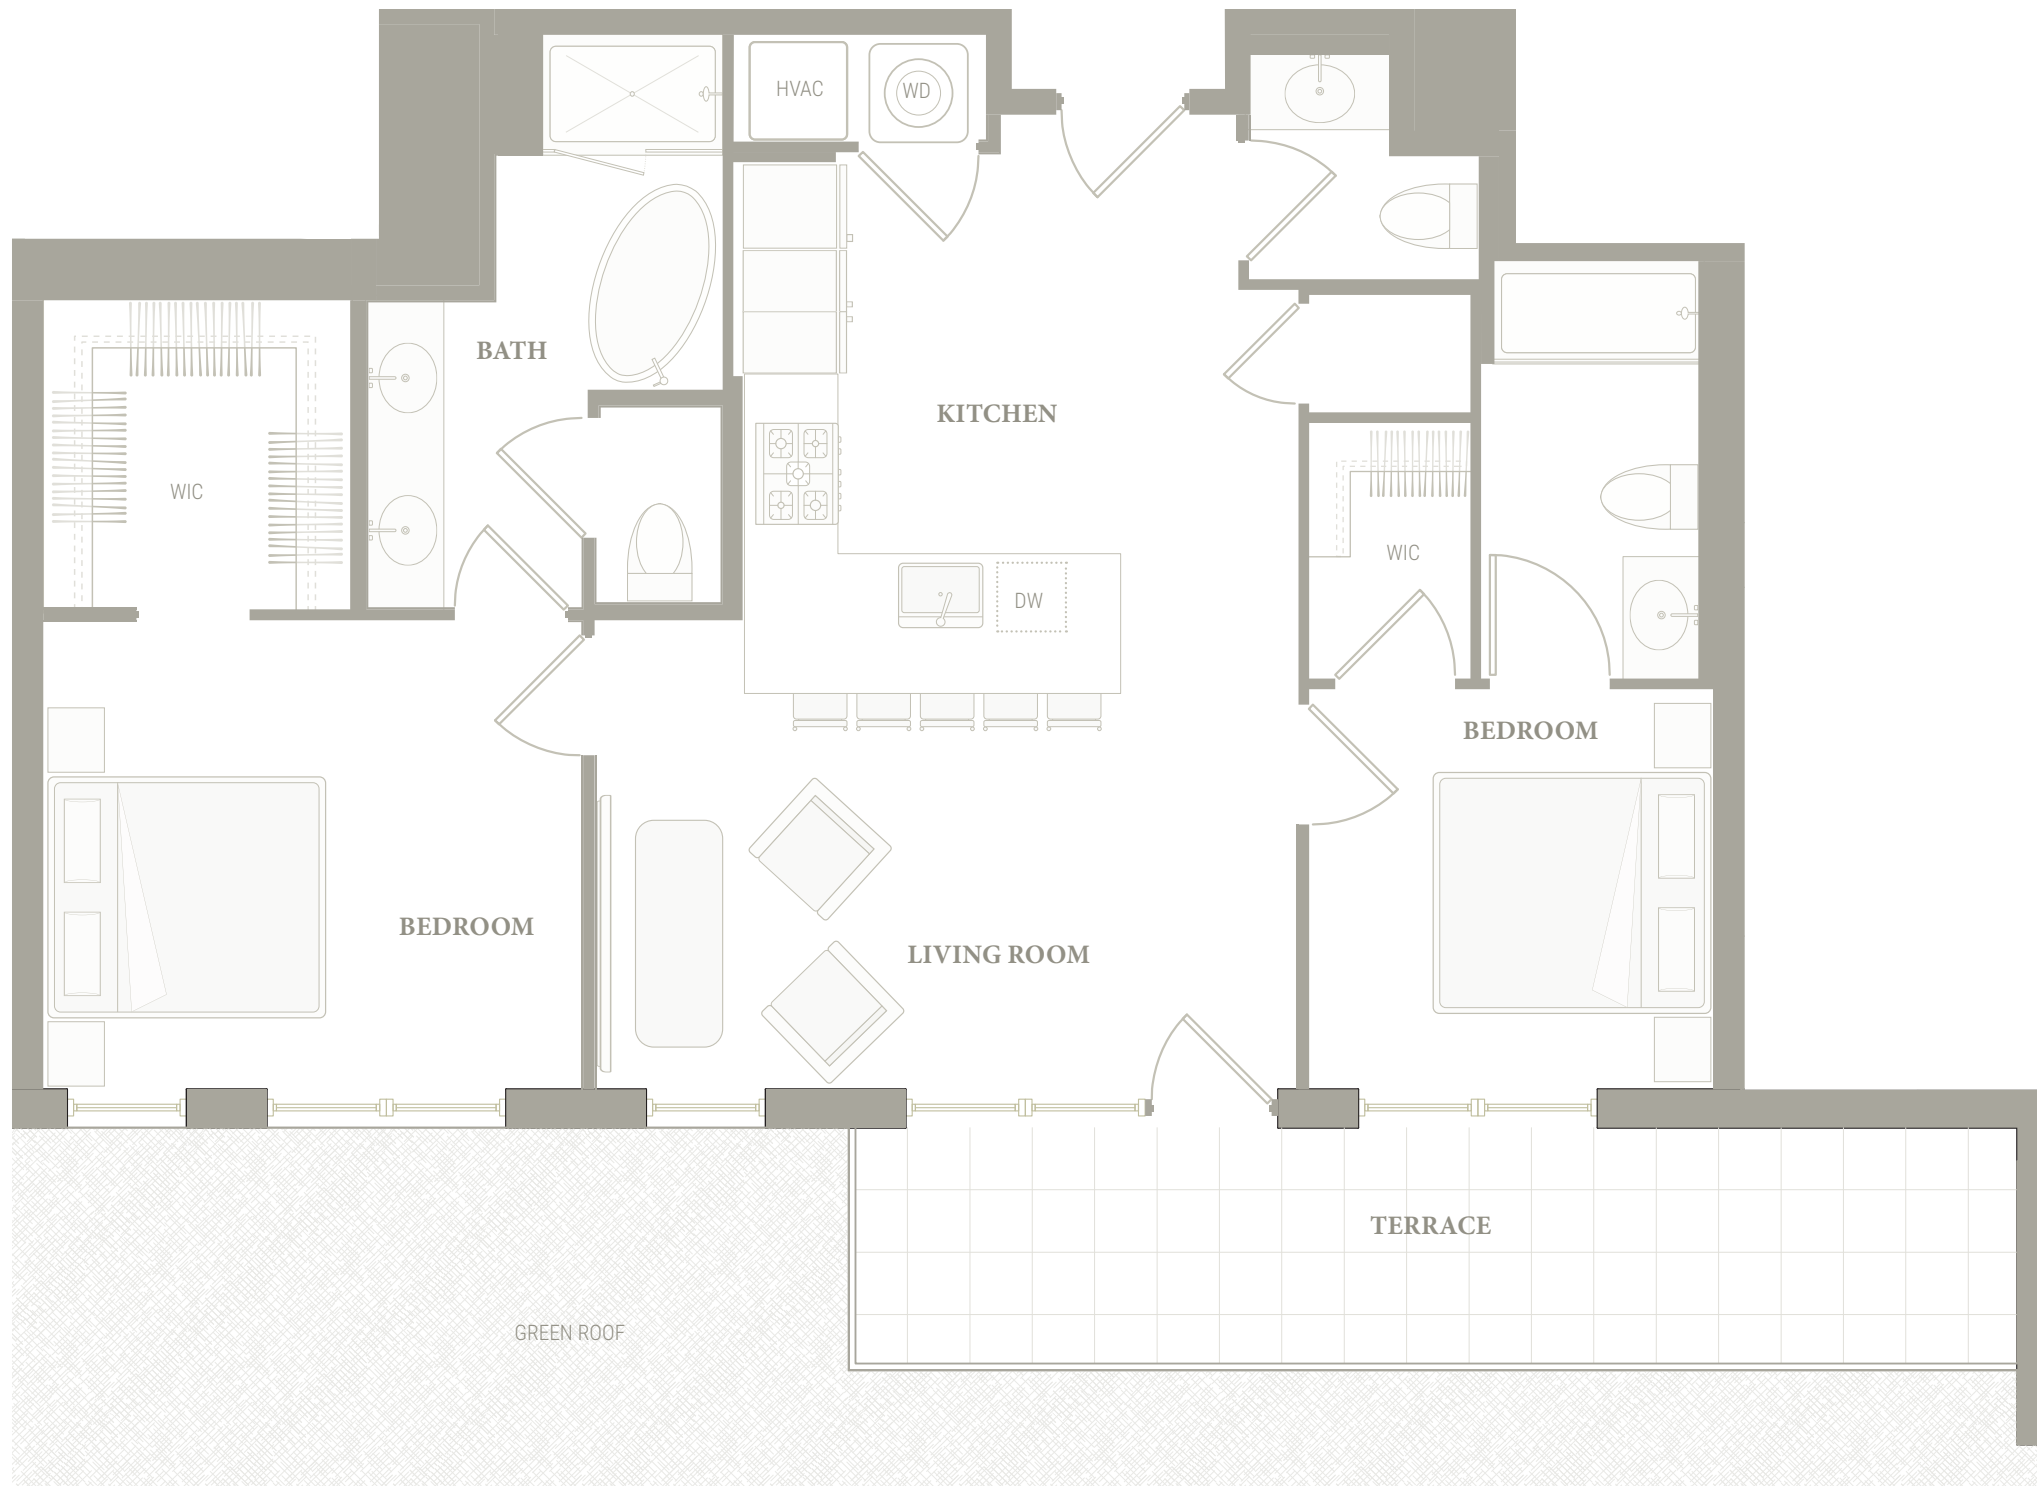 HVAC
WD
BATH
KITCHEN
WIC
WIC
DW
BEDROOM
BEDROOM
LIVING ROOM
TERRACE
GREEN ROOF